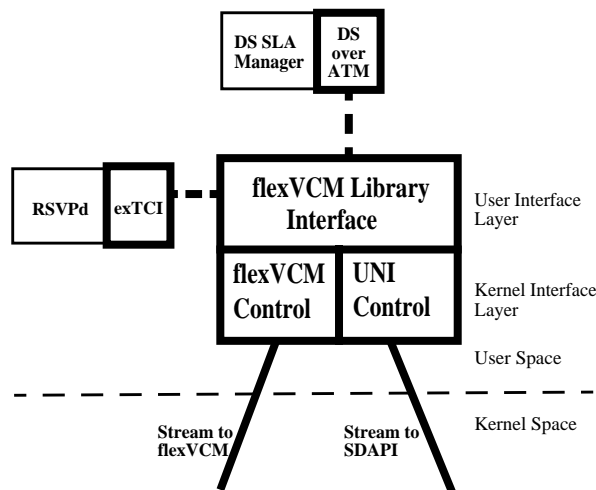 DS SLA
Manager
DS
over
ATM
RSVPd
exTCI
flexVCM Library
Interface
User Interface
Layer
flexVCM
Control
UNI
Control
Kernel Interface
Layer
User Space
Stream to
flexVCM
Stream to
SDAPI
Kernel Space